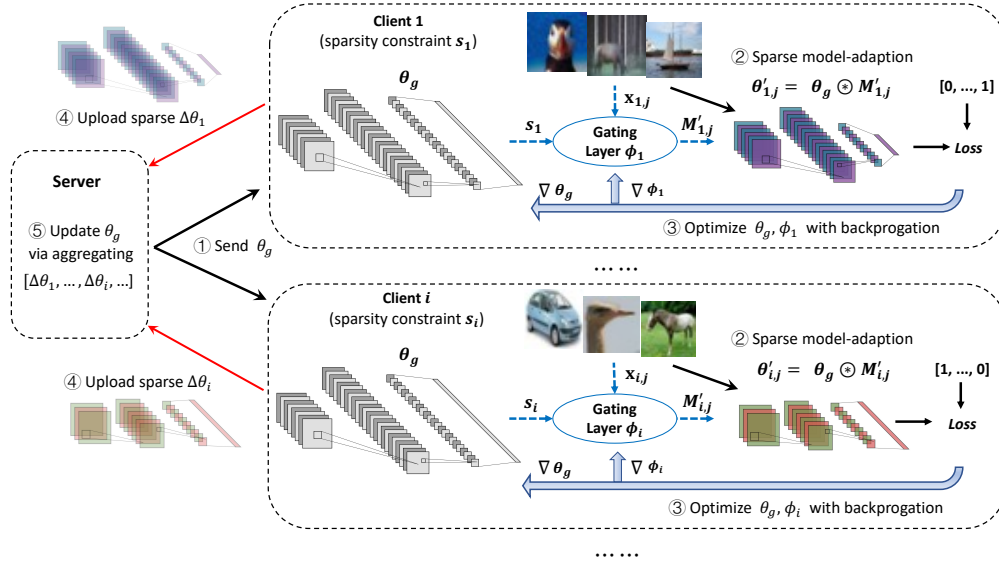 Client 1
(sparsity constraint s₁)
θg
④ Upload sparse Δθ₁
s₁
x₁,ⱼ
Gating
Layer ϕ₁
M′₁,ⱼ
② Sparse model-adaption
θ′₁,ⱼ = θg ⊛ M′₁,ⱼ
[0, ..., 1]
Loss
∇ θg
∇ ϕ₁
③ Optimize θg, ϕ₁ with backprogation
Server
⑤ Update θg
via aggregating
[Δθ₁, ..., Δθᵢ, ...]
① Send θg
... ...
Client i
(sparsity constraint sᵢ)
θg
④ Upload sparse Δθᵢ
sᵢ
xᵢ,ⱼ
Gating
Layer ϕᵢ
M′ᵢ,ⱼ
② Sparse model-adaption
θ′ᵢ,ⱼ = θg ⊛ M′ᵢ,ⱼ
[1, ..., 0]
Loss
∇ θg
∇ ϕᵢ
③ Optimize θg, ϕᵢ with backprogation
... ...